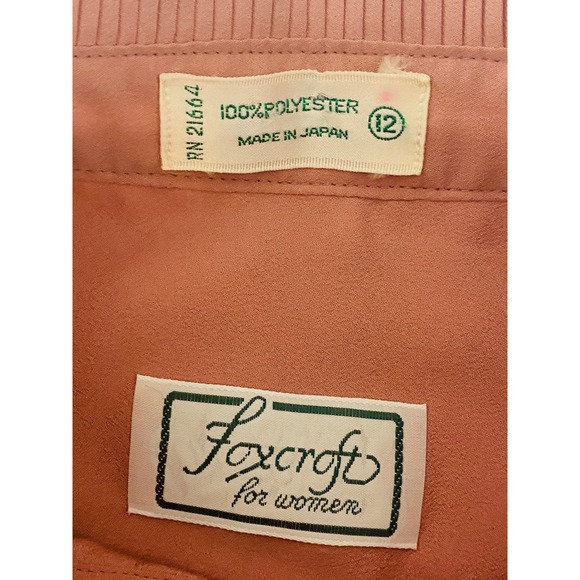 RN 21664
100% POLYESTER
MADE IN JAPAN
12
Foxcroft
for women